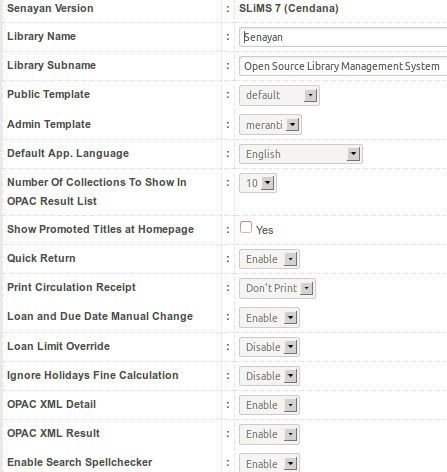 Senayan Version : SLiMS 7 (Cendana)
Library Name : Senayan
Library Subname : Open Source Library Management System
Public Template : default
Admin Template : meranti
Default App. Language : English
Number Of Collections To Show In : 10
OPAC Result List
Show Promoted Titles at Homepage : Yes
Quick Return : Enable
Print Circulation Receipt : Don't Print
Loan and Due Date Manual Change : Enable
Loan Limit Override : Disable
Ignore Holidays Fine Calculation : Disable
OPAC XML Detail : Enable
OPAC XML Result : Enable
Enable Search Spellchecker : Enable